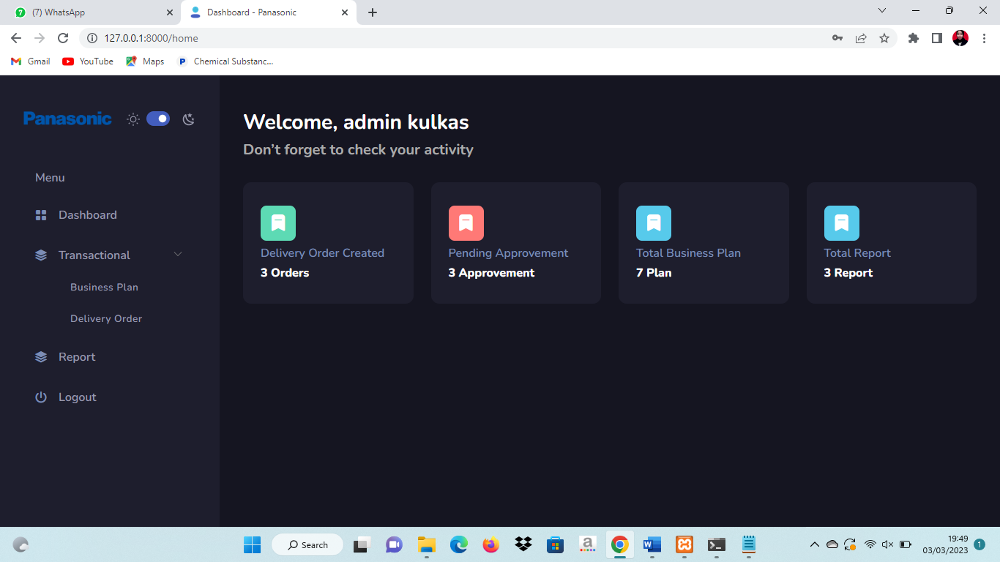 (7) WhatsApp
Dashboard - Panasonic
127.0.0.1:8000/home
Gmail
YouTube
Maps
Chemical Substanc...
Panasonic
Menu
Dashboard
Transactional
Business Plan
Delivery Order
Report
Logout
Welcome, admin kulkas
Don't forget to check your activity
Delivery Order Created
3 Orders
Pending Approvement
3 Approvement
Total Business Plan
7 Plan
Total Report
3 Report
Search
19:49
03/03/2023
1